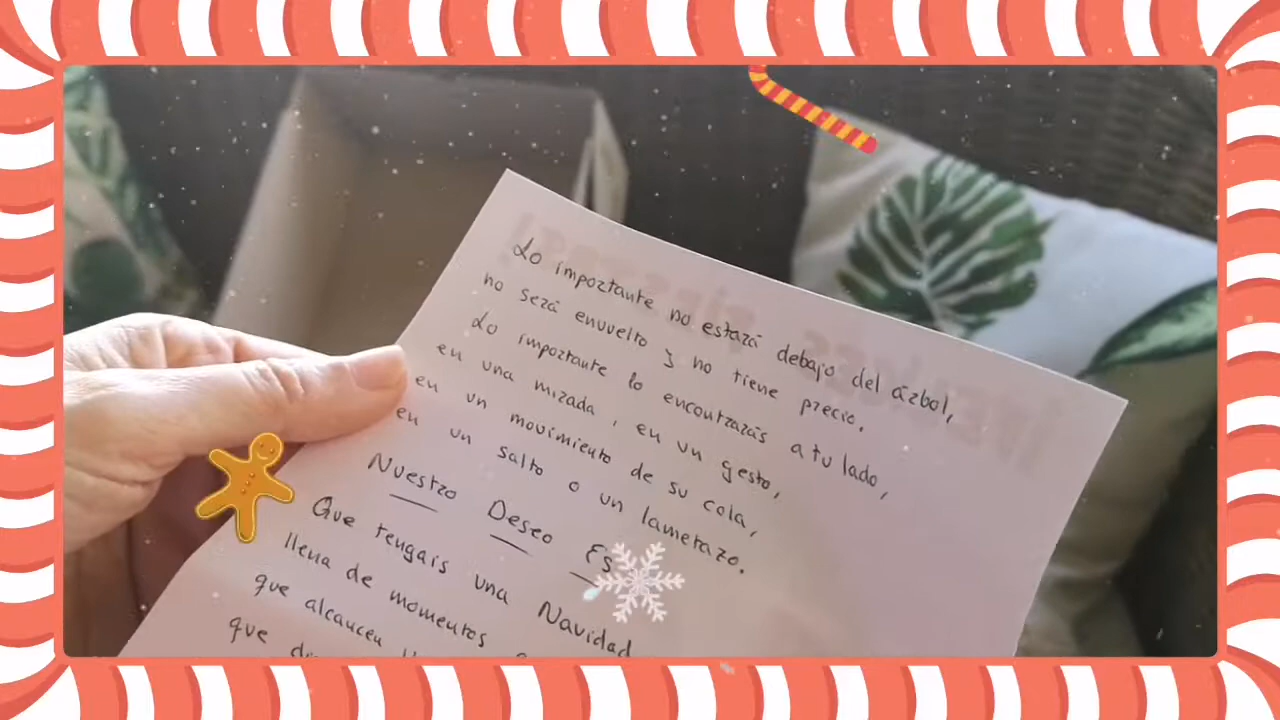 Lo importante no estará debajo del árbol,
no será envuelto y no tiene precio.
Lo importante lo encontrarás a tu lado,
en una mirada, en un gesto,
en un movimiento de su cola,
en un salto o un lametazo.
Nuestro Deseo Es
Que tengais una Navidad
llena de momentos
que alcancen
que